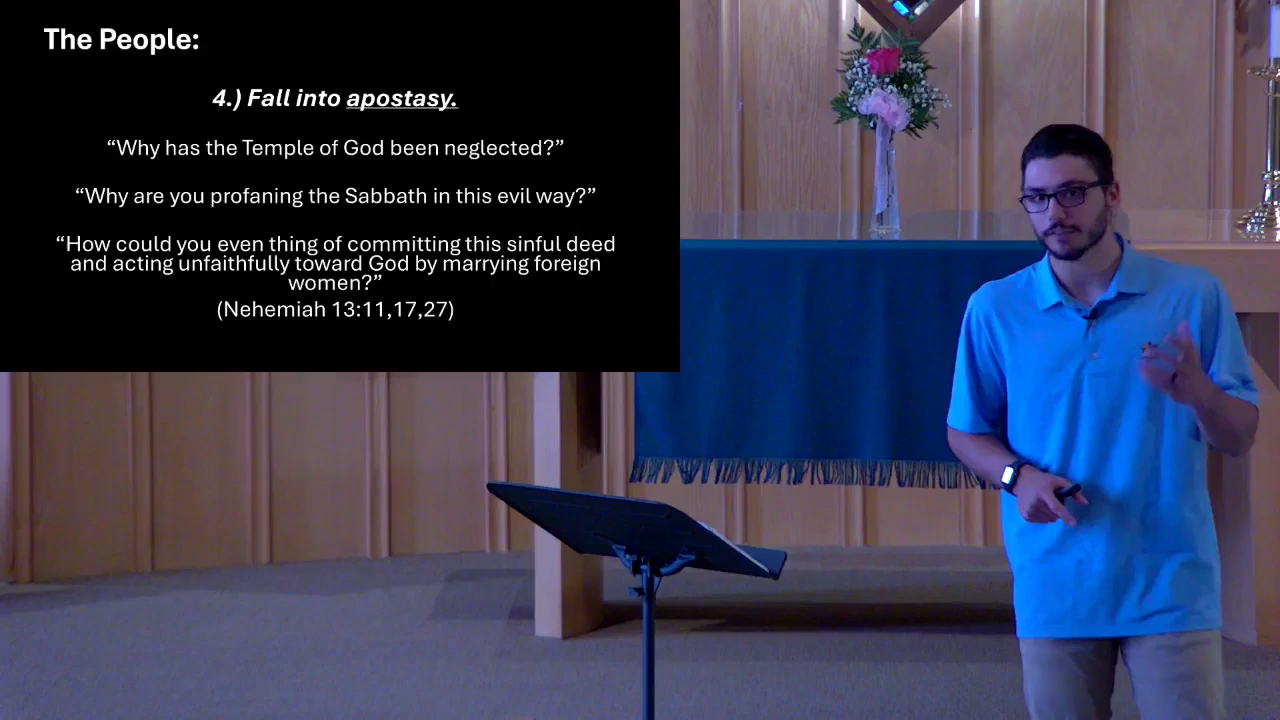 The People:
4.) Fall into apostasy.
“Why has the Temple of God been neglected?”
“Why are you profaning the Sabbath in this evil way?”
“How could you even thing of committing this sinful deed
and acting unfaithfully toward God by marrying foreign
women?”
(Nehemiah 13:11,17,27)